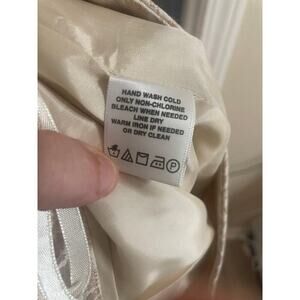 HAND WASH COLD
ONLY NON-CHLORINE
BLEACH WHEN NEEDED
LINE DRY
WARM IRON IF NEEDED
OR DRY CLEAN
P